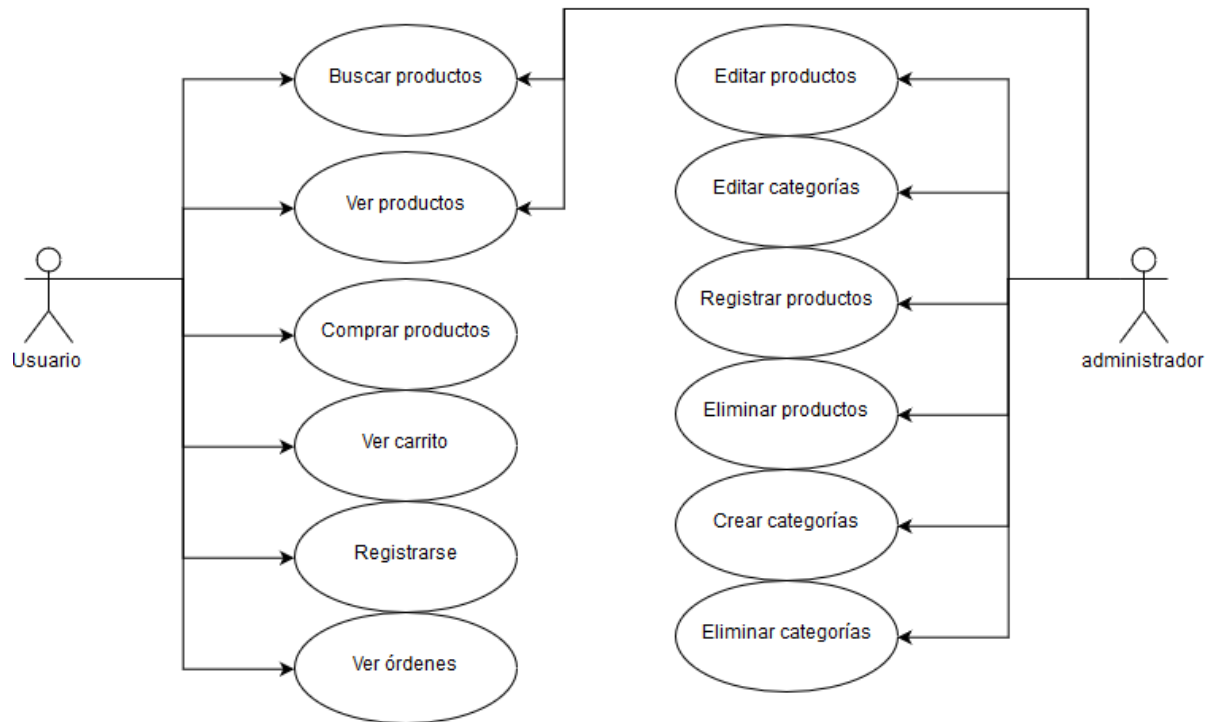 Buscar productos
Ver productos
Comprar productos
Ver carrito
Registrarse
Ver órdenes
Editar productos
Editar categorías
Registrar productos
Eliminar productos
Crear categorías
Eliminar categorías
Usuario
administrador